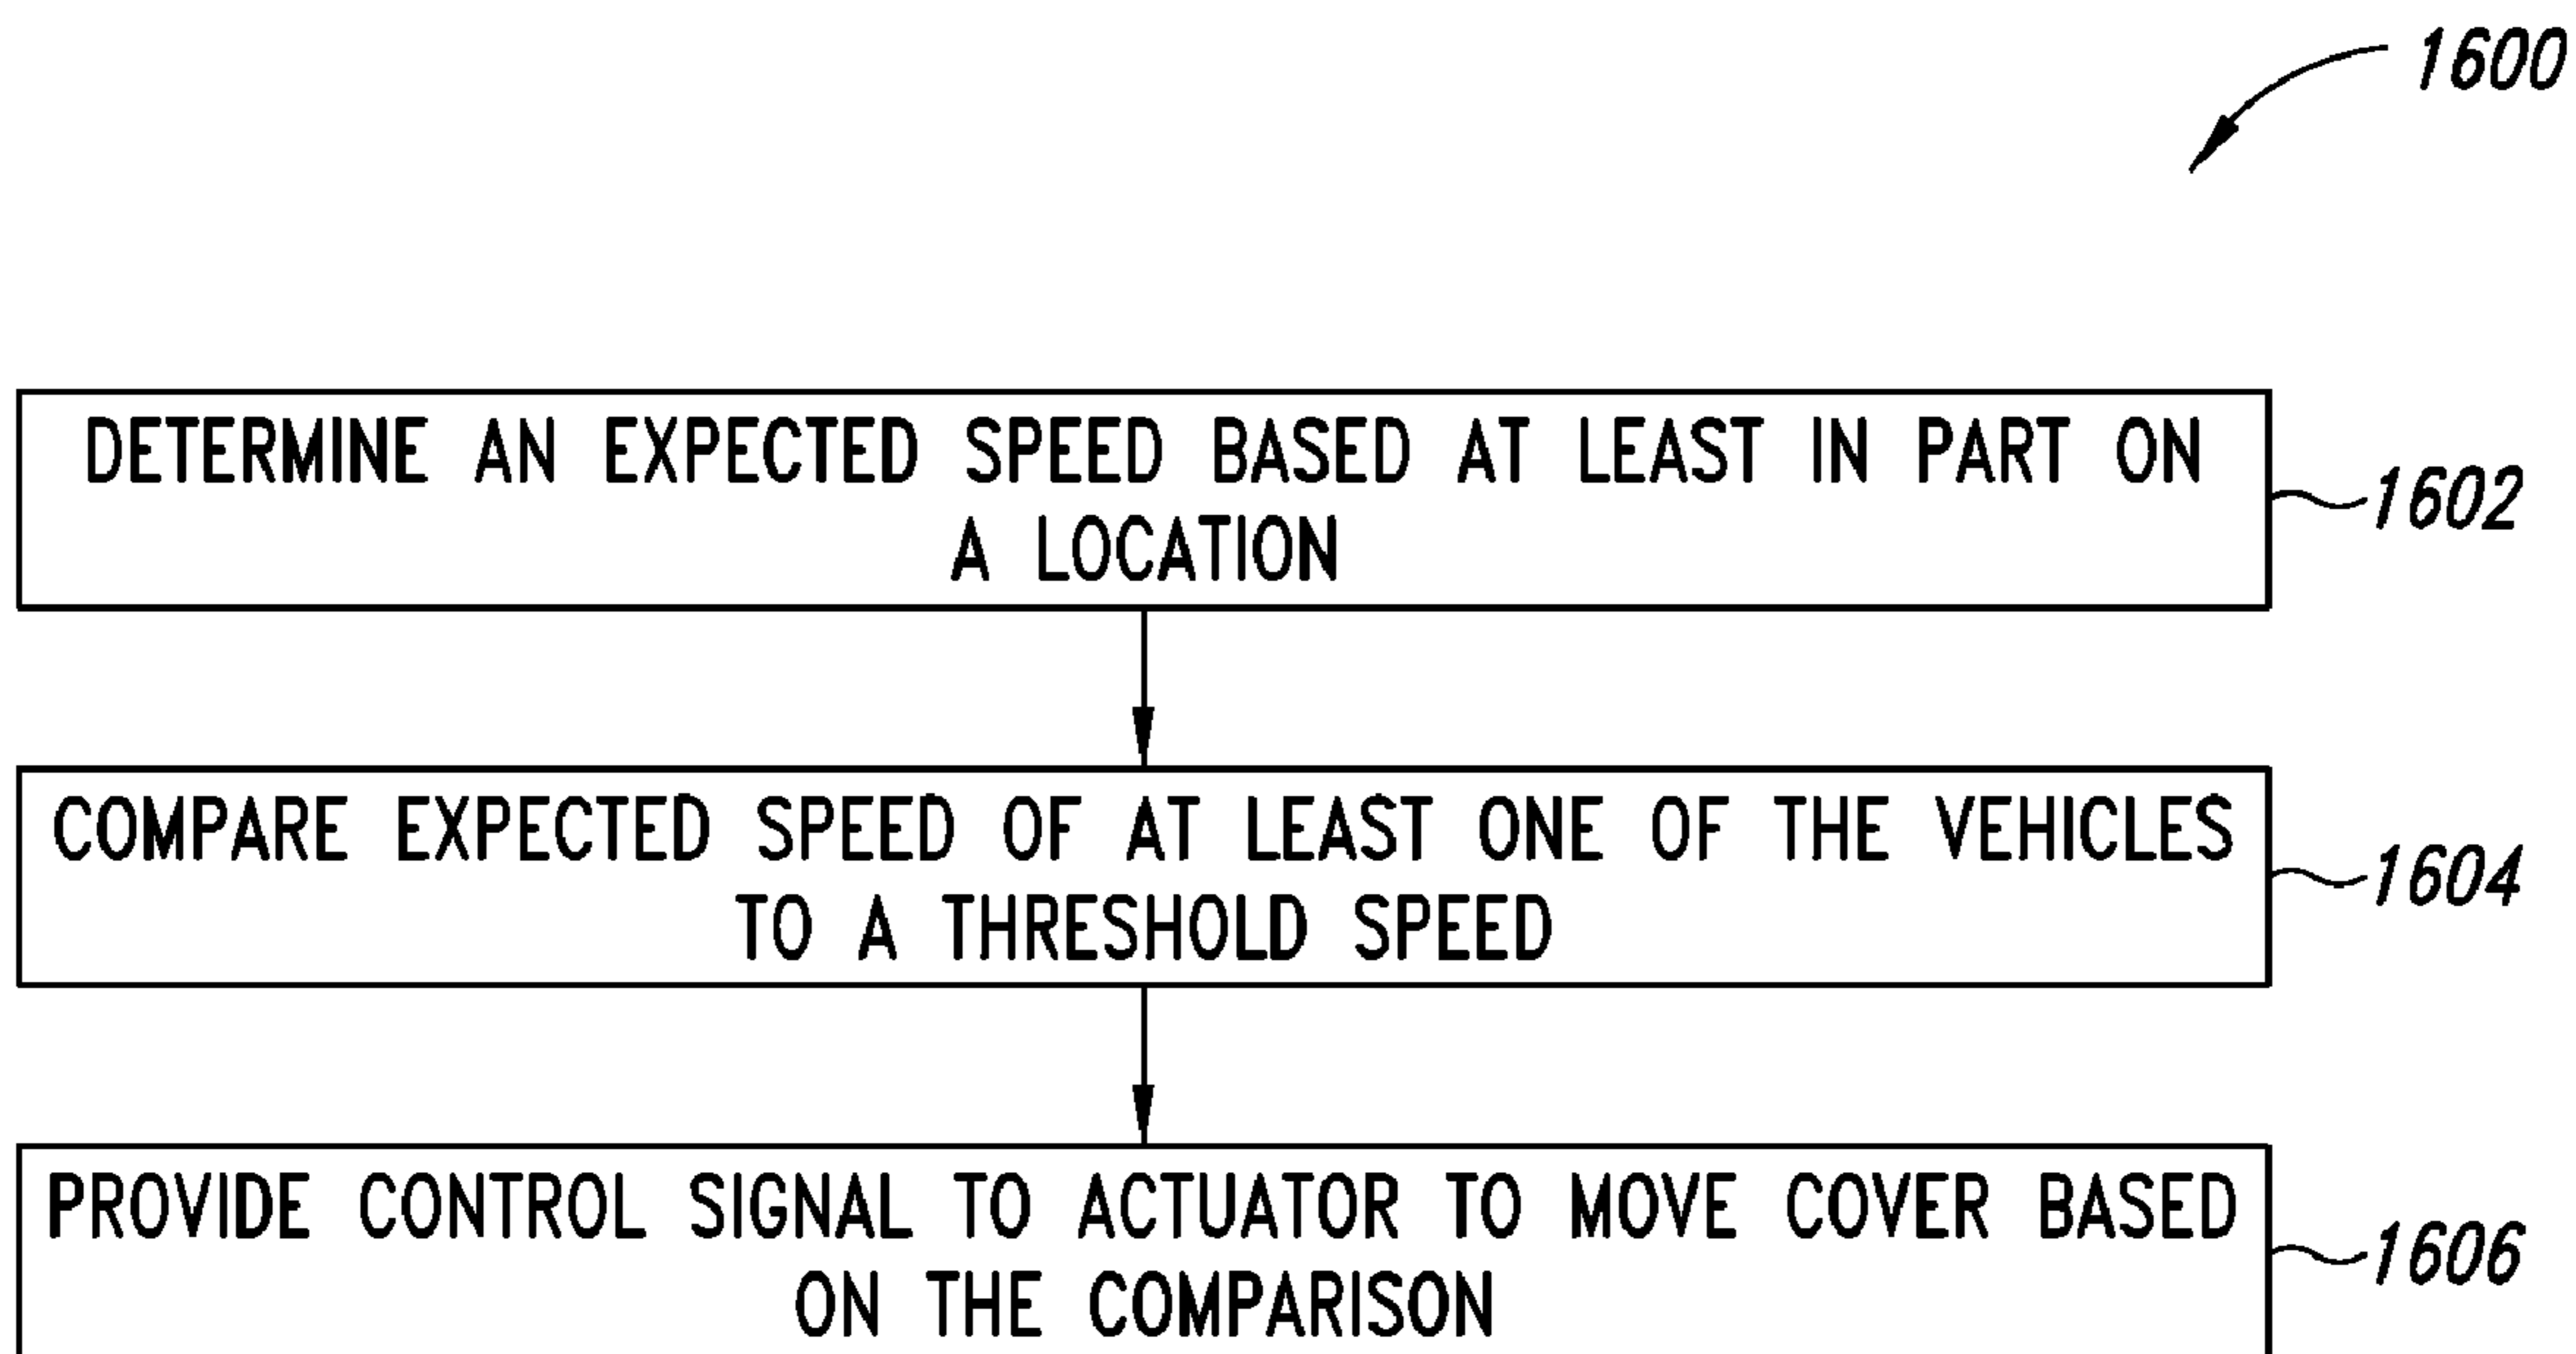 1600
DETERMINE AN EXPECTED SPEED BASED AT LEAST IN PART ON
A LOCATION
1602
COMPARE EXPECTED SPEED OF AT LEAST ONE OF THE VEHICLES
TO A THRESHOLD SPEED
1604
PROVIDE CONTROL SIGNAL TO ACTUATOR TO MOVE COVER BASED
ON THE COMPARISON
1606